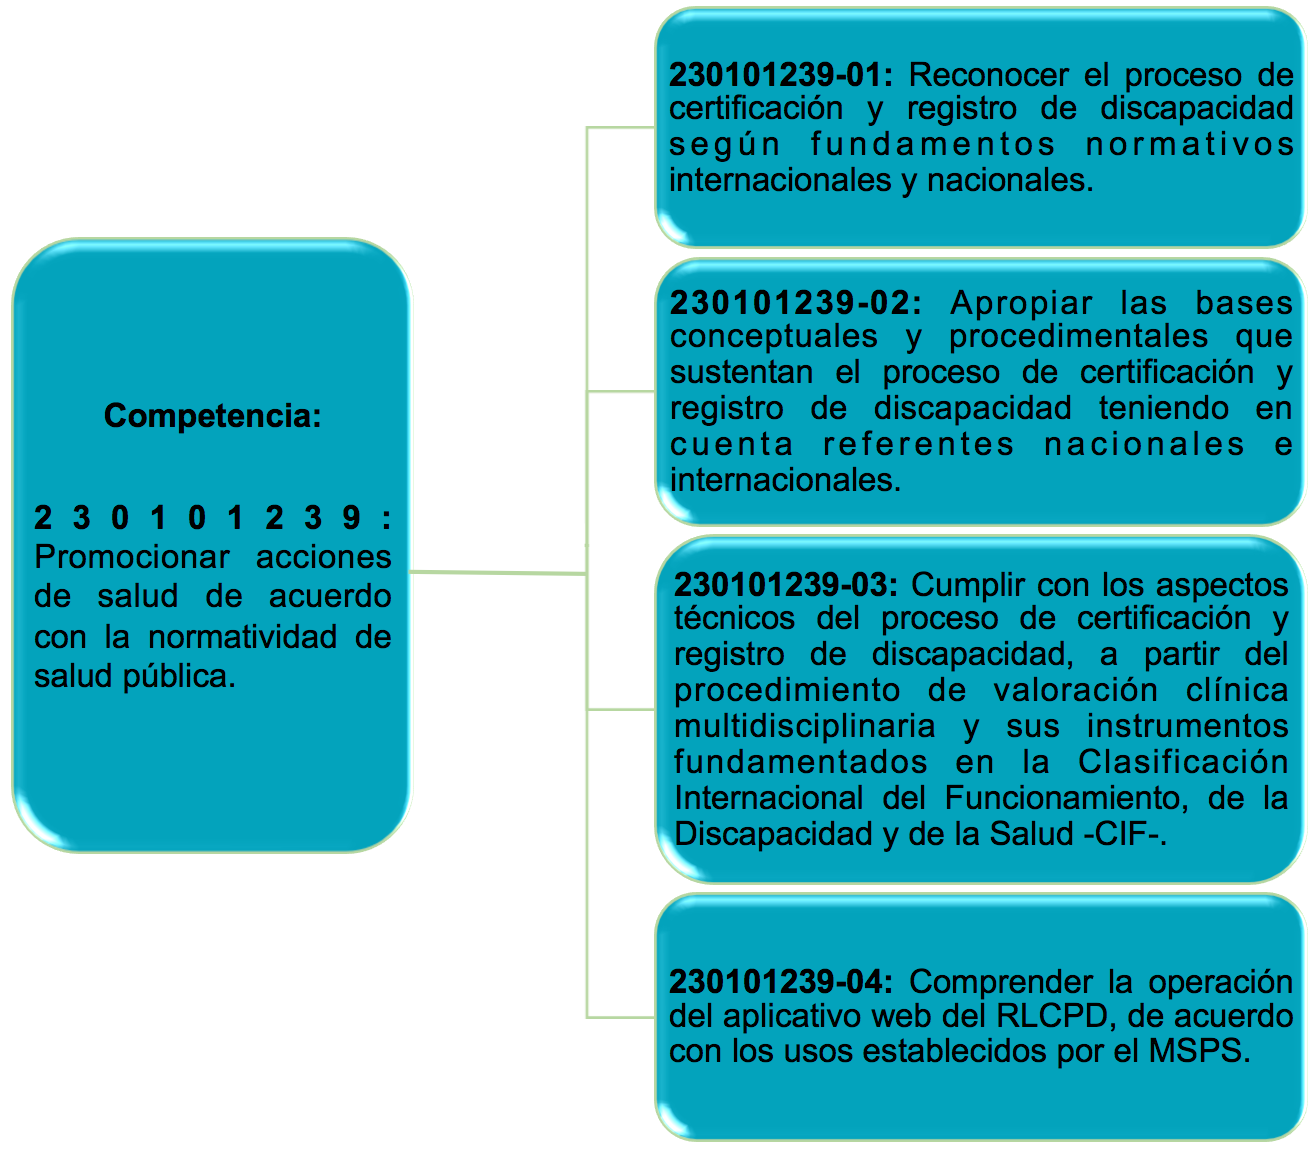 Competencia:
230101239:
Promocionar acciones
de salud de acuerdo
con la normatividad de
salud pública.
230101239-01: Reconocer el proceso de
certificación y registro de discapacidad
según fundamentos normativos
internacionales y nacionales.
230101239-02: Apropiar las bases
conceptuales y procedimentales que
sustentan el proceso de certificación y
registro de discapacidad teniendo en
cuenta referentes nacionales e
internacionales.
230101239-03: Cumplir con los aspectos
técnicos del proceso de certificación y
registro de discapacidad, a partir del
procedimiento de valoración clínica
multidisciplinaria y sus instrumentos
fundamentados en la Clasificación
Internacional del Funcionamiento, de la
Discapacidad y de la Salud -CIF-.
230101239-04: Comprender la operación
del aplicativo web del RLCPD, de acuerdo
con los usos establecidos por el MSPS.